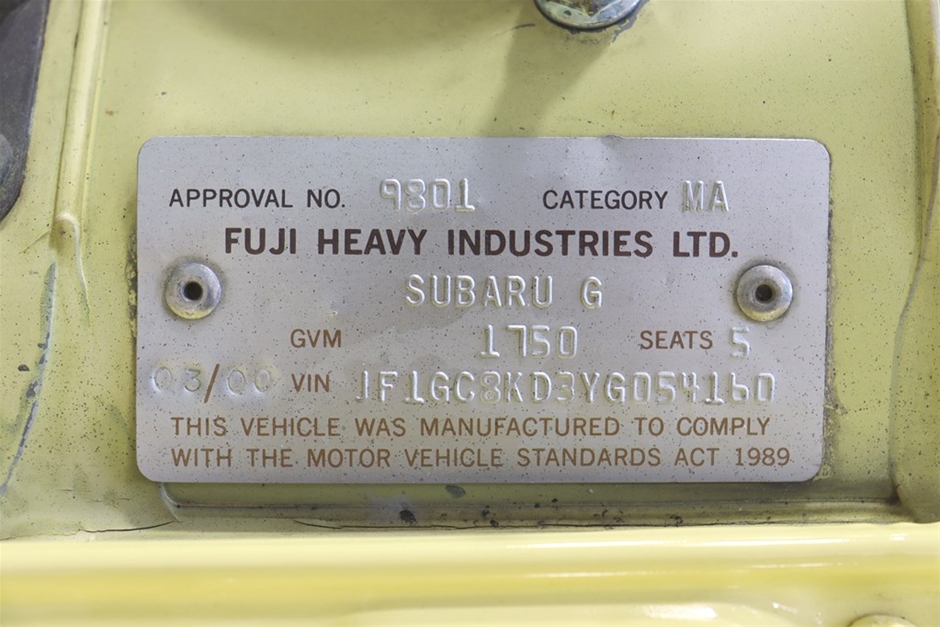 APPROVAL NO. 9801 CATEGORY MA
FUJI HEAVY INDUSTRIES LTD.
SUBARU G
GVM 1750 SEATS 5
03/00 VIN JF1GC8KD3YG054160
THIS VEHICLE WAS MANUFACTURED TO COMPLY
WITH THE MOTOR VEHICLE STANDARDS ACT 1989